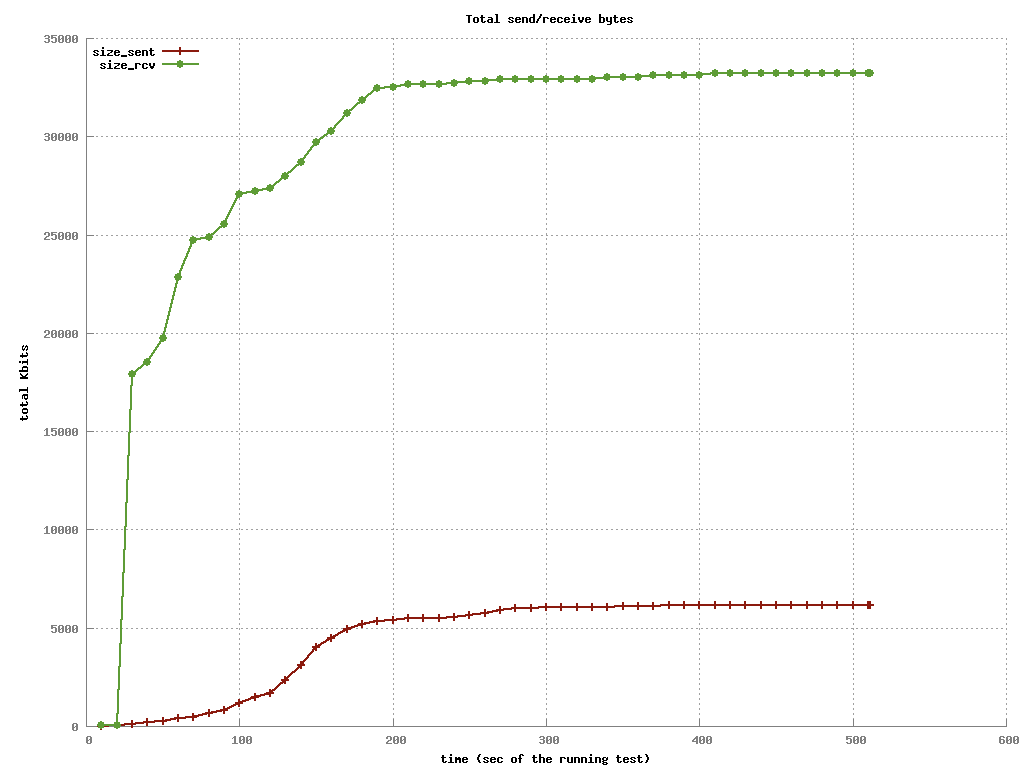 Total send/receive bytes
size_sent
size_rcv
35000
30000
25000
20000
15000
10000
5000
0
total Kbits
0 100 200 300 400 500 600
time (sec of the running test)